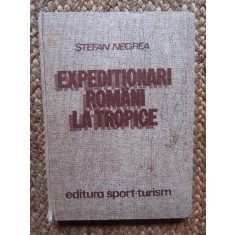 ȘTEFAN NEGREA
EXPEDIȚIONARI
ROMÂNI
LA TROPICE
editura sport-turism